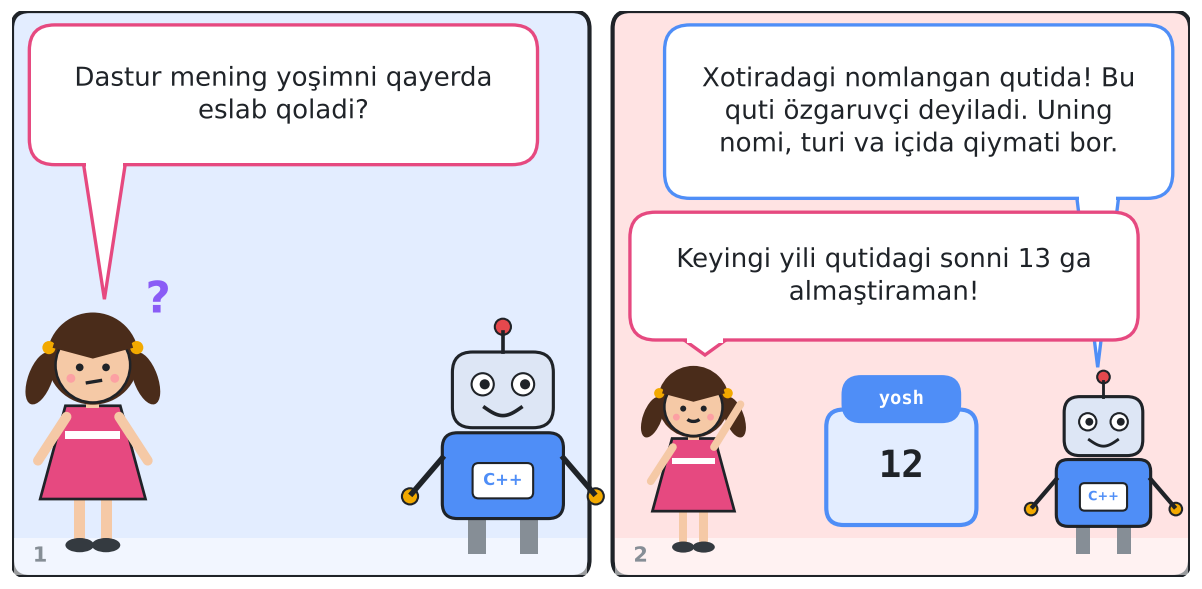 Dastur mening yoşimni qayerda
eslab qoladi?
?
C++
1
Xotiradagi nomlangan qutida! Bu
quti özgaruvçi deyiladi. Uning
nomi, turi va içida qiymati bor.
Keyingi yili qutidagi sonni 13 ga
almaştiraman!
yosh
12
C++
2